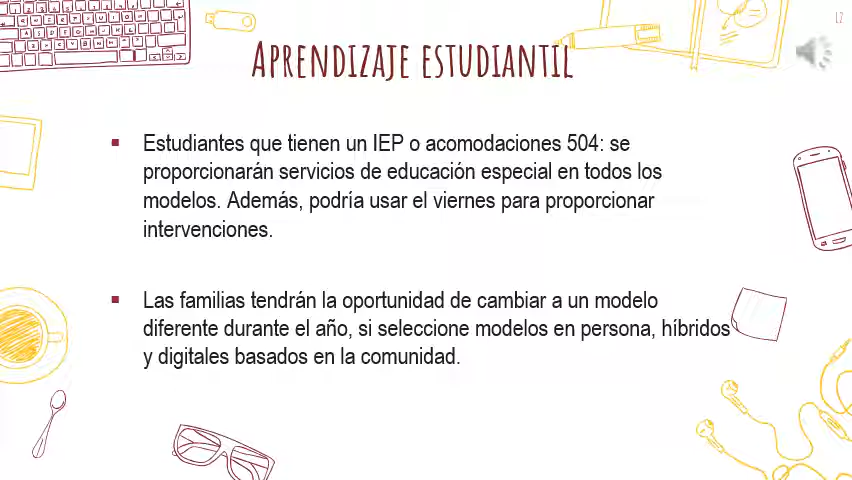 12
Aprendizaje estudiantil
Estudiantes que tienen un IEP o acomodaciones 504: se
proporcionarán servicios de educación especial en todos los
modelos. Además, podría usar el viernes para proporcionar
intervenciones.
Las familias tendrán la oportunidad de cambiar a un modelo
diferente durante el año, si seleccione modelos en persona, híbridos
y digitales basados en la comunidad.